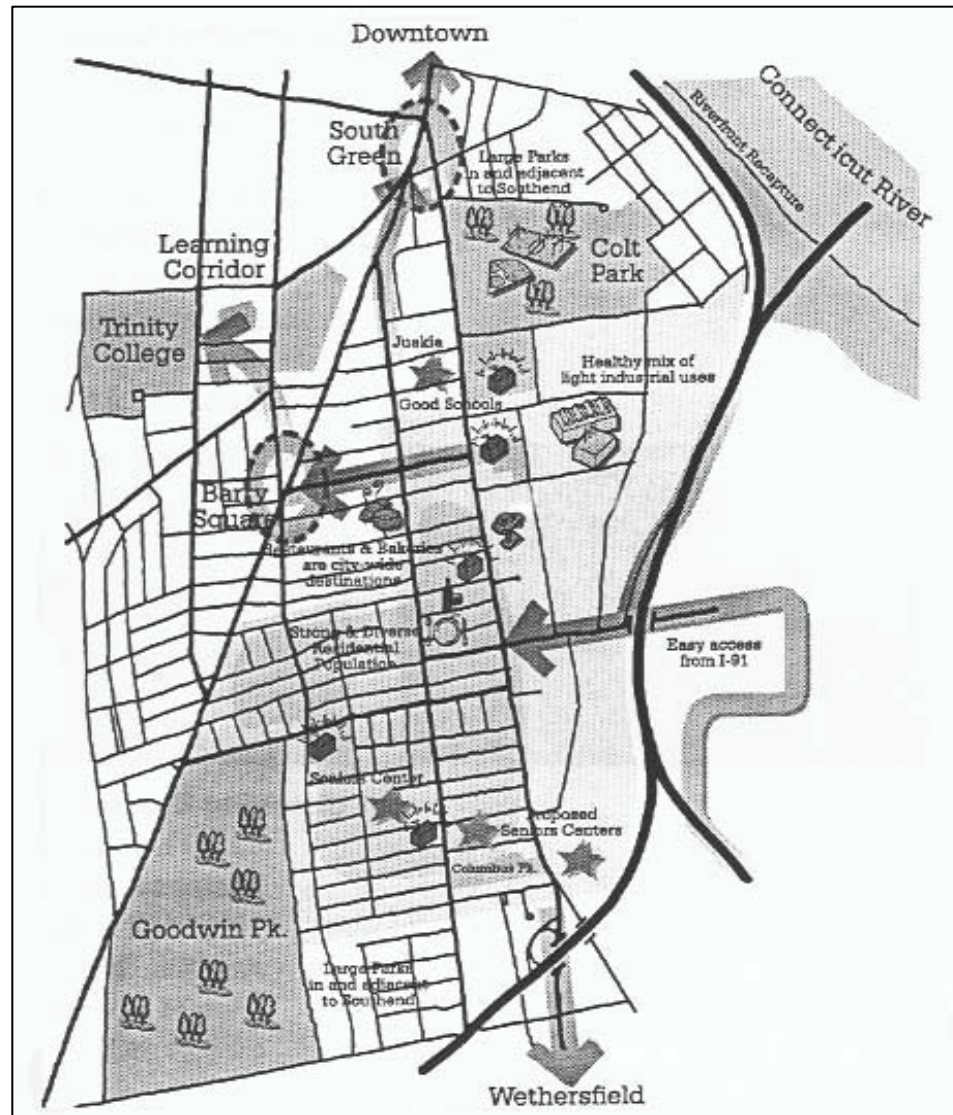 Downtown
Connecticut River
Riverfront Recapture
South
Green
Large Parks
in and adjacent
to Southend
Learning
Corridor
Colt
Park
Trinity
College
Juskia
Healthy mix of
light industrial uses
Good Schools
Barry
Square
Restaurants & Bakeries
are city-wide
destinations
Strong & Diverse
Residential
Population
Easy access
from I-91
Seniors Center
Proposed
Seniors Centers
Columbus Pk.
Goodwin Pk.
Large Parks
in and adjacent
to Southend
Wethersfield